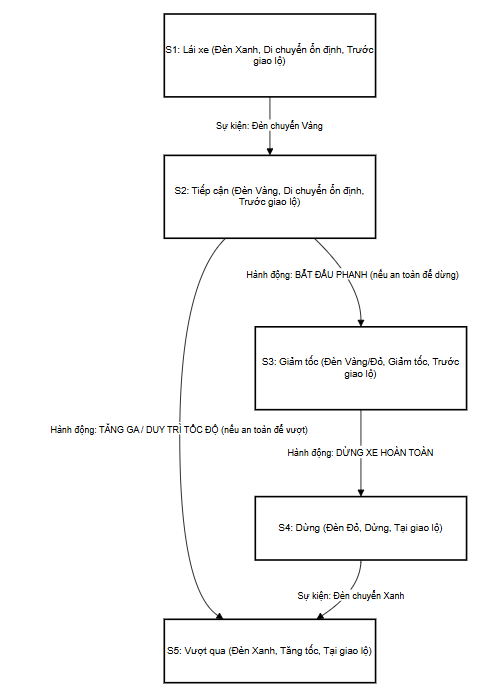 S1: Lái xe (Đèn Xanh, Di chuyển ổn định, Trước
giao lộ)
Sự kiện: Đèn chuyển Vàng
S2: Tiếp cận (Đèn Vàng, Di chuyển ổn định,
Trước giao lộ)
Hành động: BẮT ĐẦU PHANH (nếu an toàn để dừng)
S3: Giảm tốc (Đèn Vàng/Đỏ, Giảm tốc, Trước
giao lộ)
Hành động: TĂNG GA / DUY TRÌ TỐC ĐỘ (nếu an toàn để vượt)
Hành động: DỪNG XE HOÀN TOÀN
S4: Dừng (Đèn Đỏ, Dừng, Tại giao lộ)
Sự kiện: Đèn chuyển Xanh
S5: Vượt qua (Đèn Xanh, Tăng tốc, Tại giao lộ)